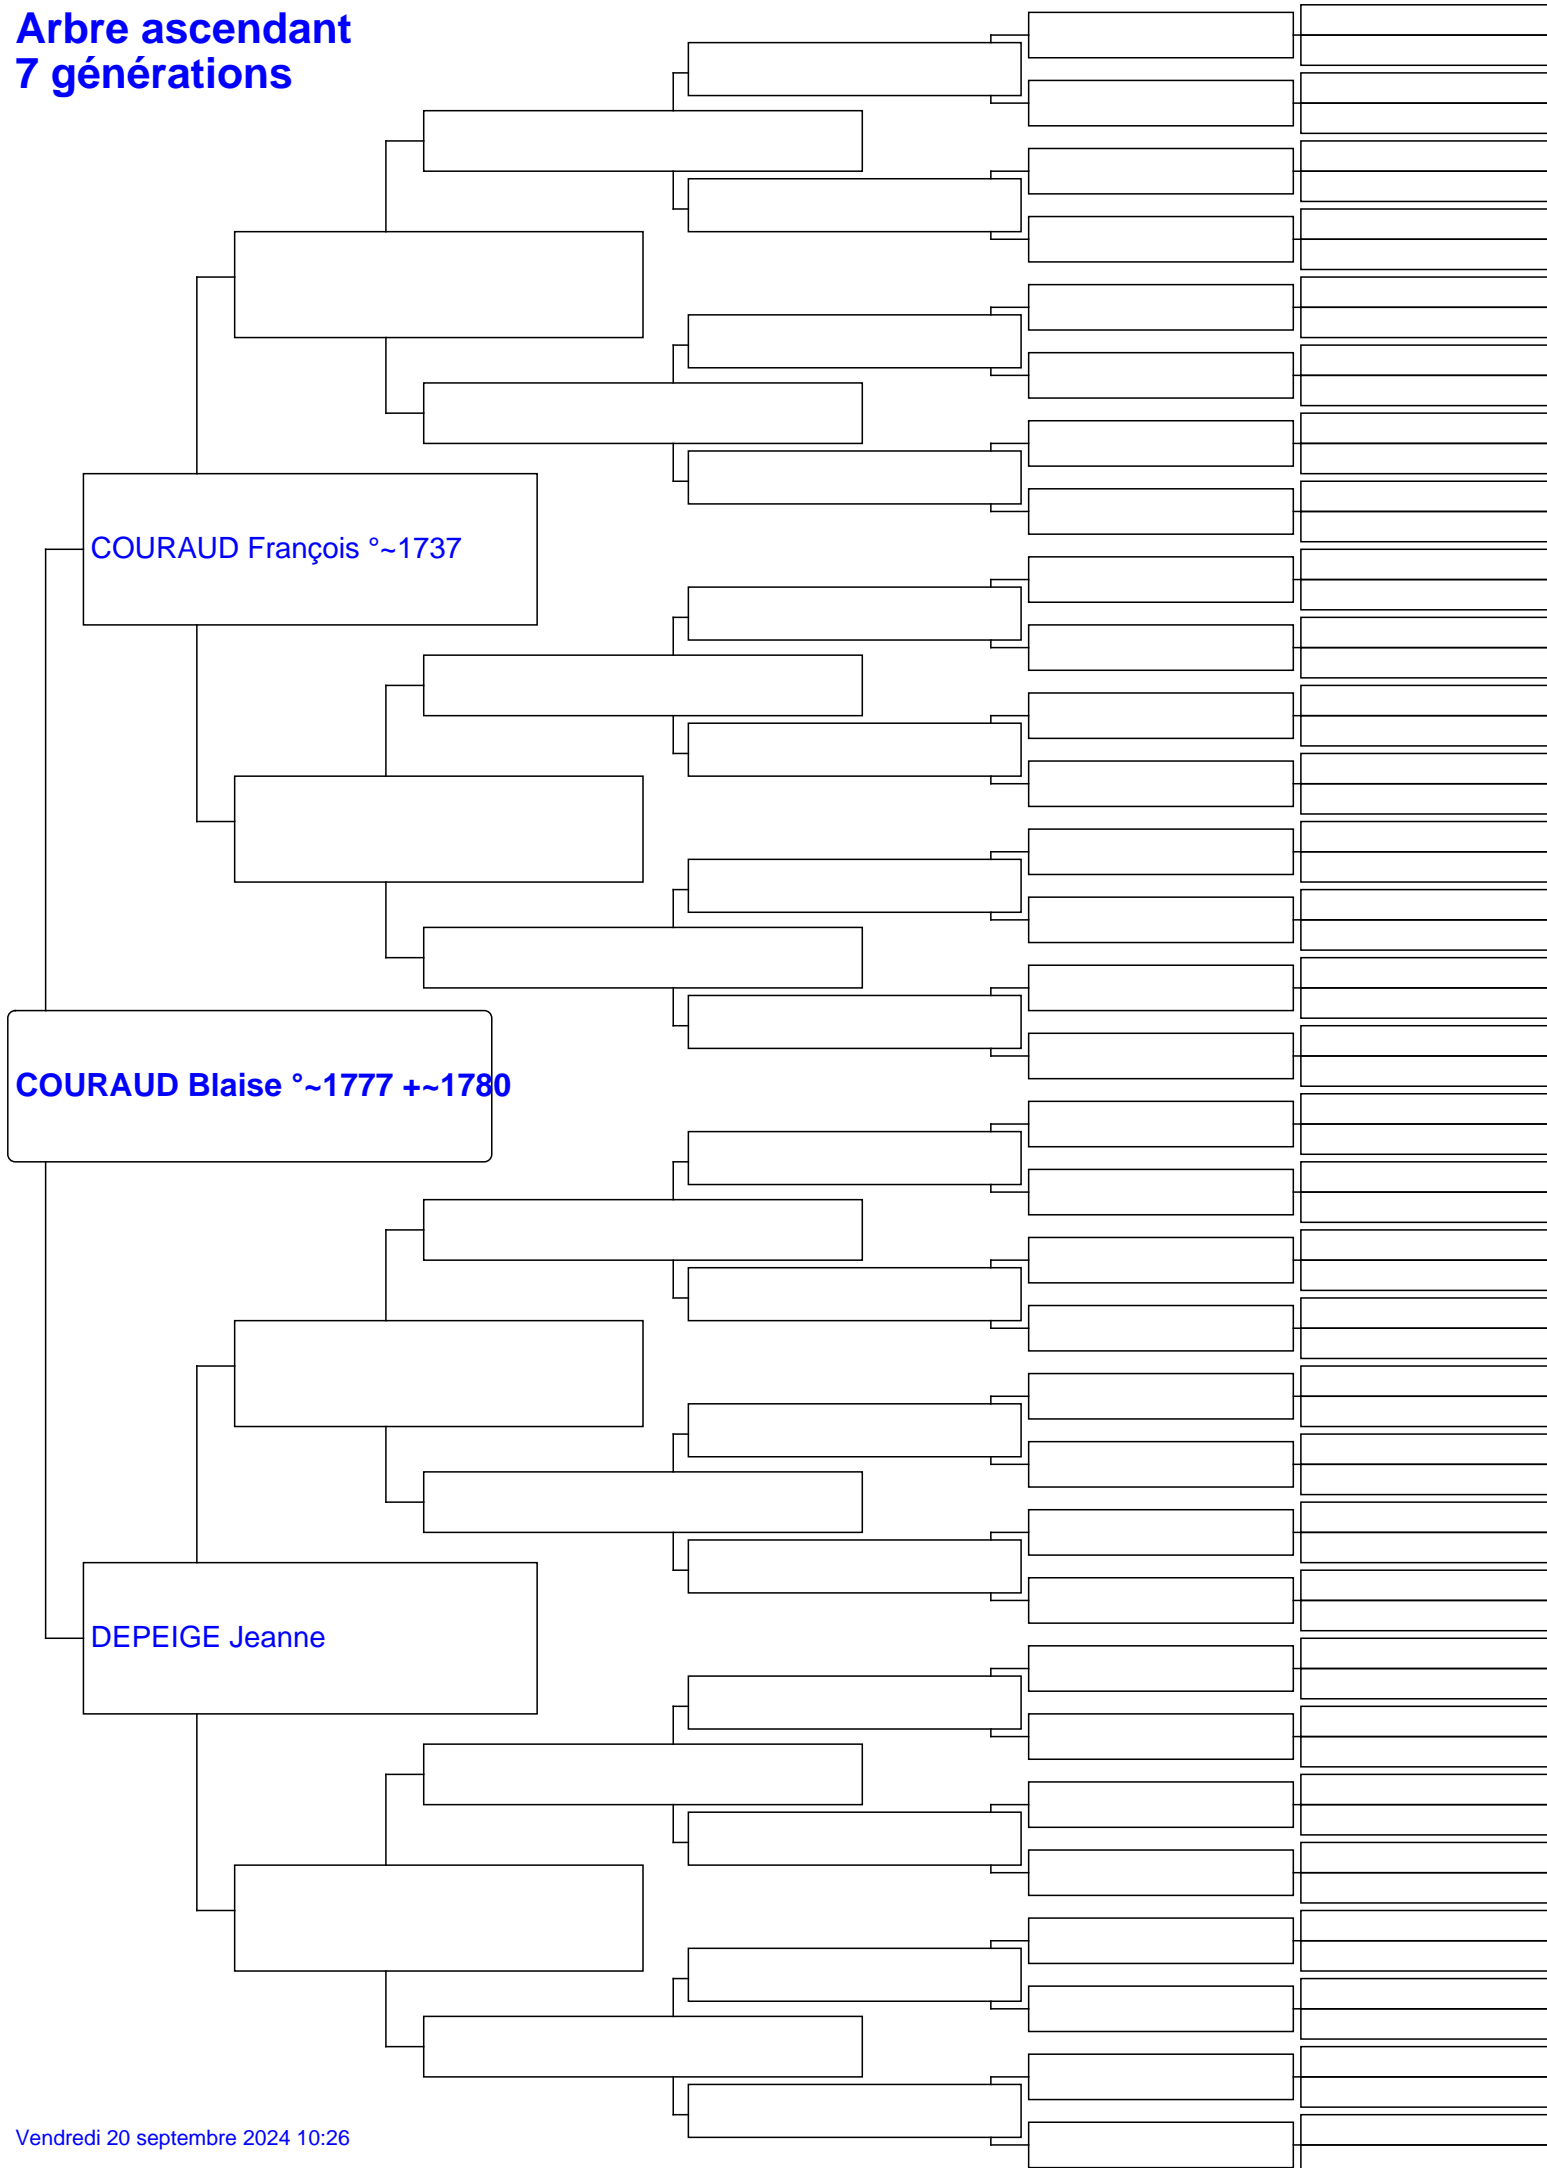 Arbre ascendant
7 générations
COURAUD François °~1737
COURAUD Blaise °~1777 +~1780
DEPEIGE Jeanne
Vendredi 20 septembre 2024 10:26